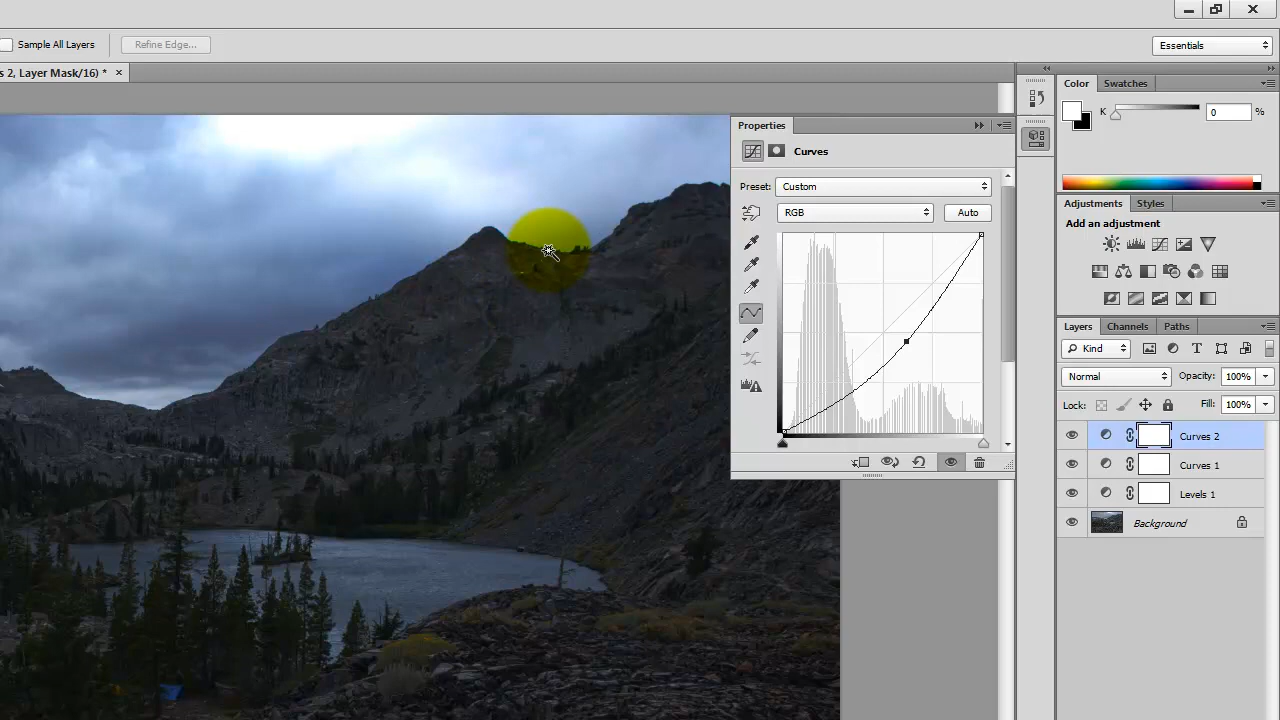 Sample All Layers
Refine Edge...
Essentials
s 2, Layer Mask/16) *
Color
Swatches
K
0
%
Properties
Curves
Preset:
Custom
RGB
Auto
Adjustments
Styles
Add an adjustment
Layers
Channels
Paths
Kind
Normal
Opacity:
100%
Lock:
Fill:
100%
Curves 2
Curves 1
Levels 1
Background